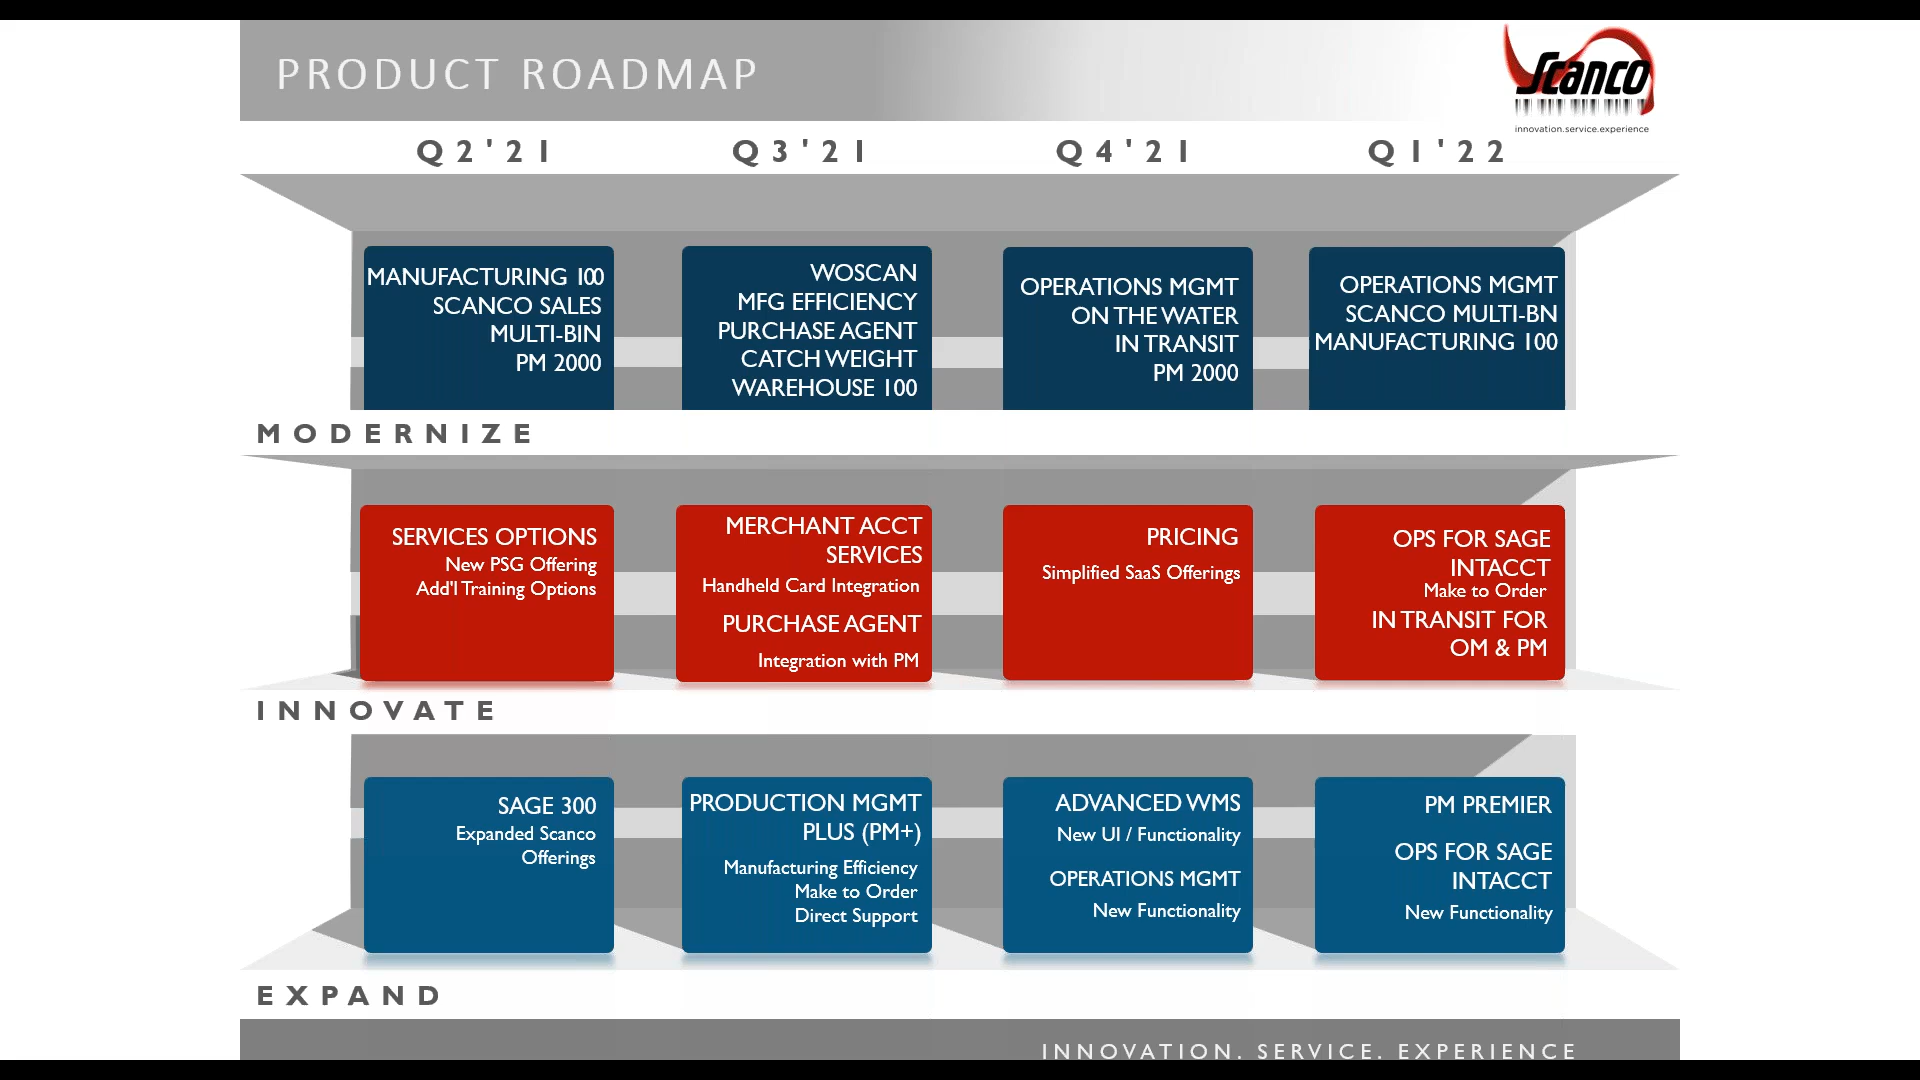 PRODUCT ROADMAP
Scanco
innovation.service.experience
Q2'21
Q3'21
Q4'21
Q1'22
MANUFACTURING 100
SCANCO SALES
MULTI-BIN
PM 2000
WOSCAN
MFG EFFICIENCY
PURCHASE AGENT
CATCH WEIGHT
WAREHOUSE 100
OPERATIONS MGMT
ON THE WATER
IN TRANSIT
PM 2000
OPERATIONS MGMT
SCANCO MULTI-BN
MANUFACTURING 100
MODERNIZE
SERVICES OPTIONS
New PSG Offering
Add'l Training Options
MERCHANT ACCT
SERVICES
Handheld Card Integration
PURCHASE AGENT
Integration with PM
PRICING
Simplified SaaS Offerings
OPS FOR SAGE
INTACCT
Make to Order
IN TRANSIT FOR
OM & PM
INNOVATE
SAGE 300
Expanded Scanco
Offerings
PRODUCTION MGMT
PLUS (PM+)
Manufacturing Efficiency
Make to Order
Direct Support
ADVANCED WMS
New UI / Functionality
OPERATIONS MGMT
New Functionality
PM PREMIER
OPS FOR SAGE
INTACCT
New Functionality
EXPAND
INNOVATION. SERVICE. EXPERIENCE